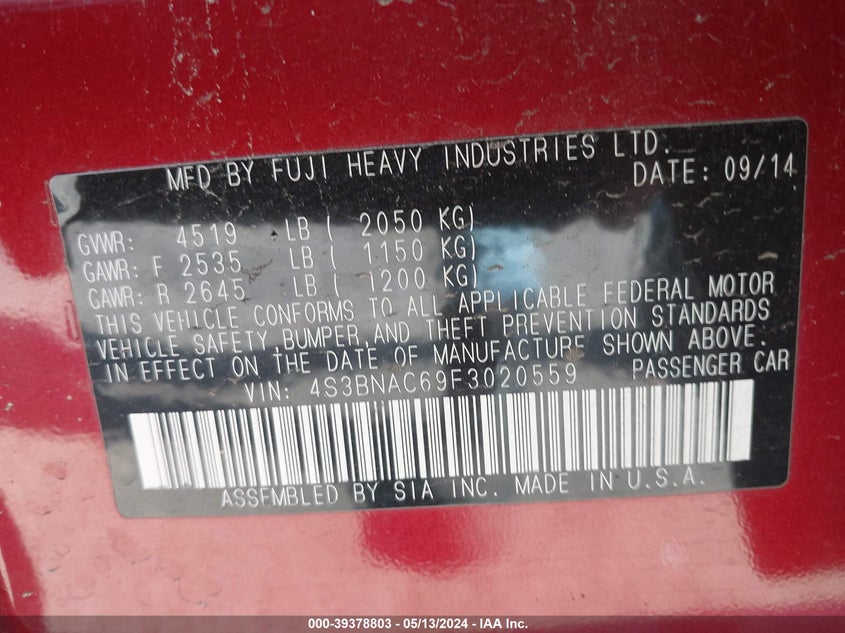 MFD BY FUJI HEAVY INDUSTRIES LTD.
DATE: 09/14
GVWR: 4519 LB ( 2050 KG)
GAWR: F 2535 LB ( 1150 KG)
GAWR: R 2645 LB ( 1200 KG)
THIS VEHICLE CONFORMS TO ALL APPLICABLE FEDERAL MOTOR
VEHICLE SAFETY, BUMPER, AND THEFT PREVENTION STANDARDS
IN EFFECT ON THE DATE OF MANUFACTURE SHOWN ABOVE.
VIN: 4S3BNAC69F3020559 PASSENGER CAR
ASSEMBLED BY SIA INC. MADE IN U.S.A.
000-39378803 - 05/13/2024 - IAA Inc.